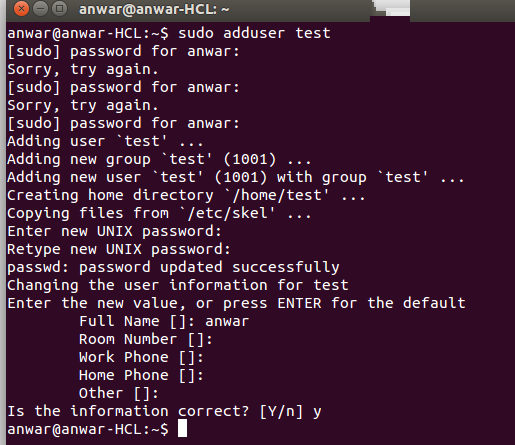 anwar@anwar-HCL: ~
anwar@anwar-HCL:~$ sudo adduser test
[sudo] password for anwar:
Sorry, try again.
[sudo] password for anwar:
Sorry, try again.
[sudo] password for anwar:
Adding user `test' ...
Adding new group `test' (1001) ...
Adding new user `test' (1001) with group `test' ...
Creating home directory `/home/test' ...
Copying files from `/etc/skel' ...
Enter new UNIX password:
Retype new UNIX password:
passwd: password updated successfully
Changing the user information for test
Enter the new value, or press ENTER for the default
        Full Name []: anwar
        Room Number []:
        Work Phone []:
        Home Phone []:
        Other []:
Is the information correct? [Y/n] y
anwar@anwar-HCL:~$